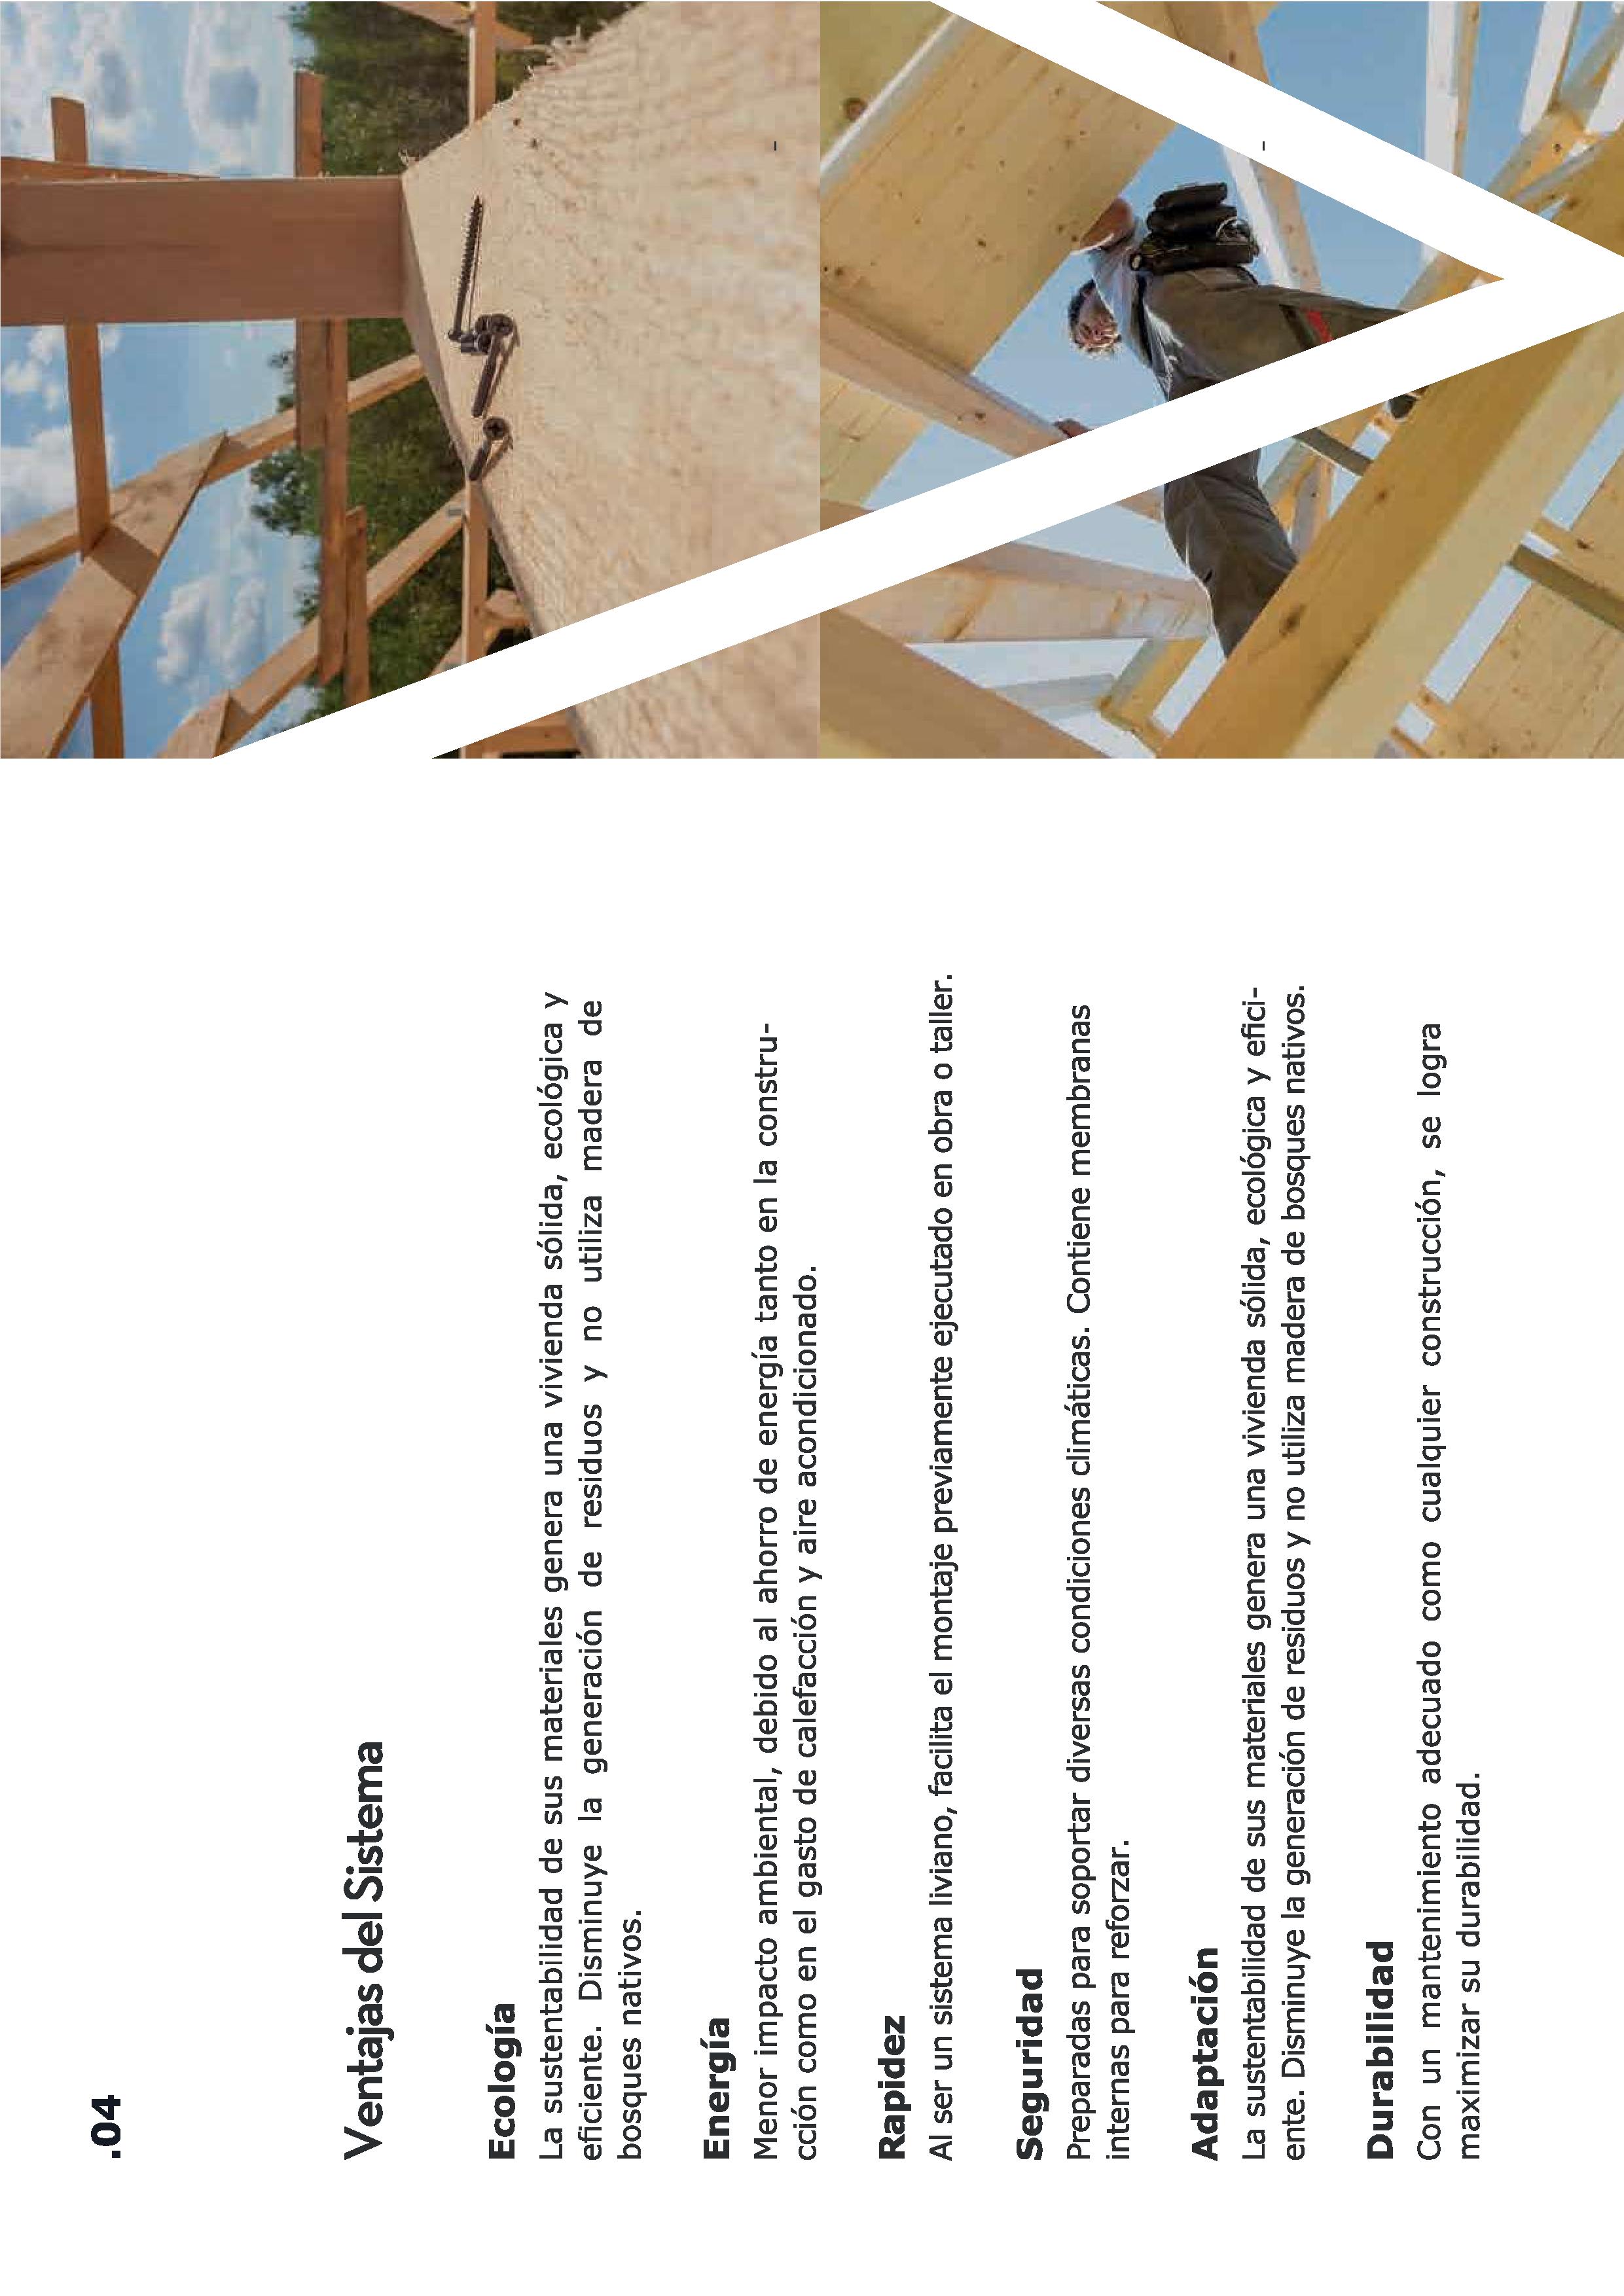 .04
Ventajas del Sistema
Ecología
La sustentabilidad de sus materiales genera una vivienda sólida, ecológica y
eficiente. Disminuye la generación de residuos y no utiliza madera de
bosques nativos.
Energía
Menor impacto ambiental, debido al ahorro de energía tanto en la constru-
cción como en el gasto de calefacción y aire acondicionado.
Rapidez
Al ser un sistema liviano, facilita el montaje previamente ejecutado en obra o taller.
Seguridad
Preparadas para soportar diversas condiciones climáticas. Contiene membranas
internas para reforzar.
Adaptación
La sustentabilidad de sus materiales genera una vivienda sólida, ecológica y efici-
ente. Disminuye la generación de residuos y no utiliza madera de bosques nativos.
Durabilidad
Con un mantenimiento adecuado como cualquier construcción, se logra
maximizar su durabilidad.